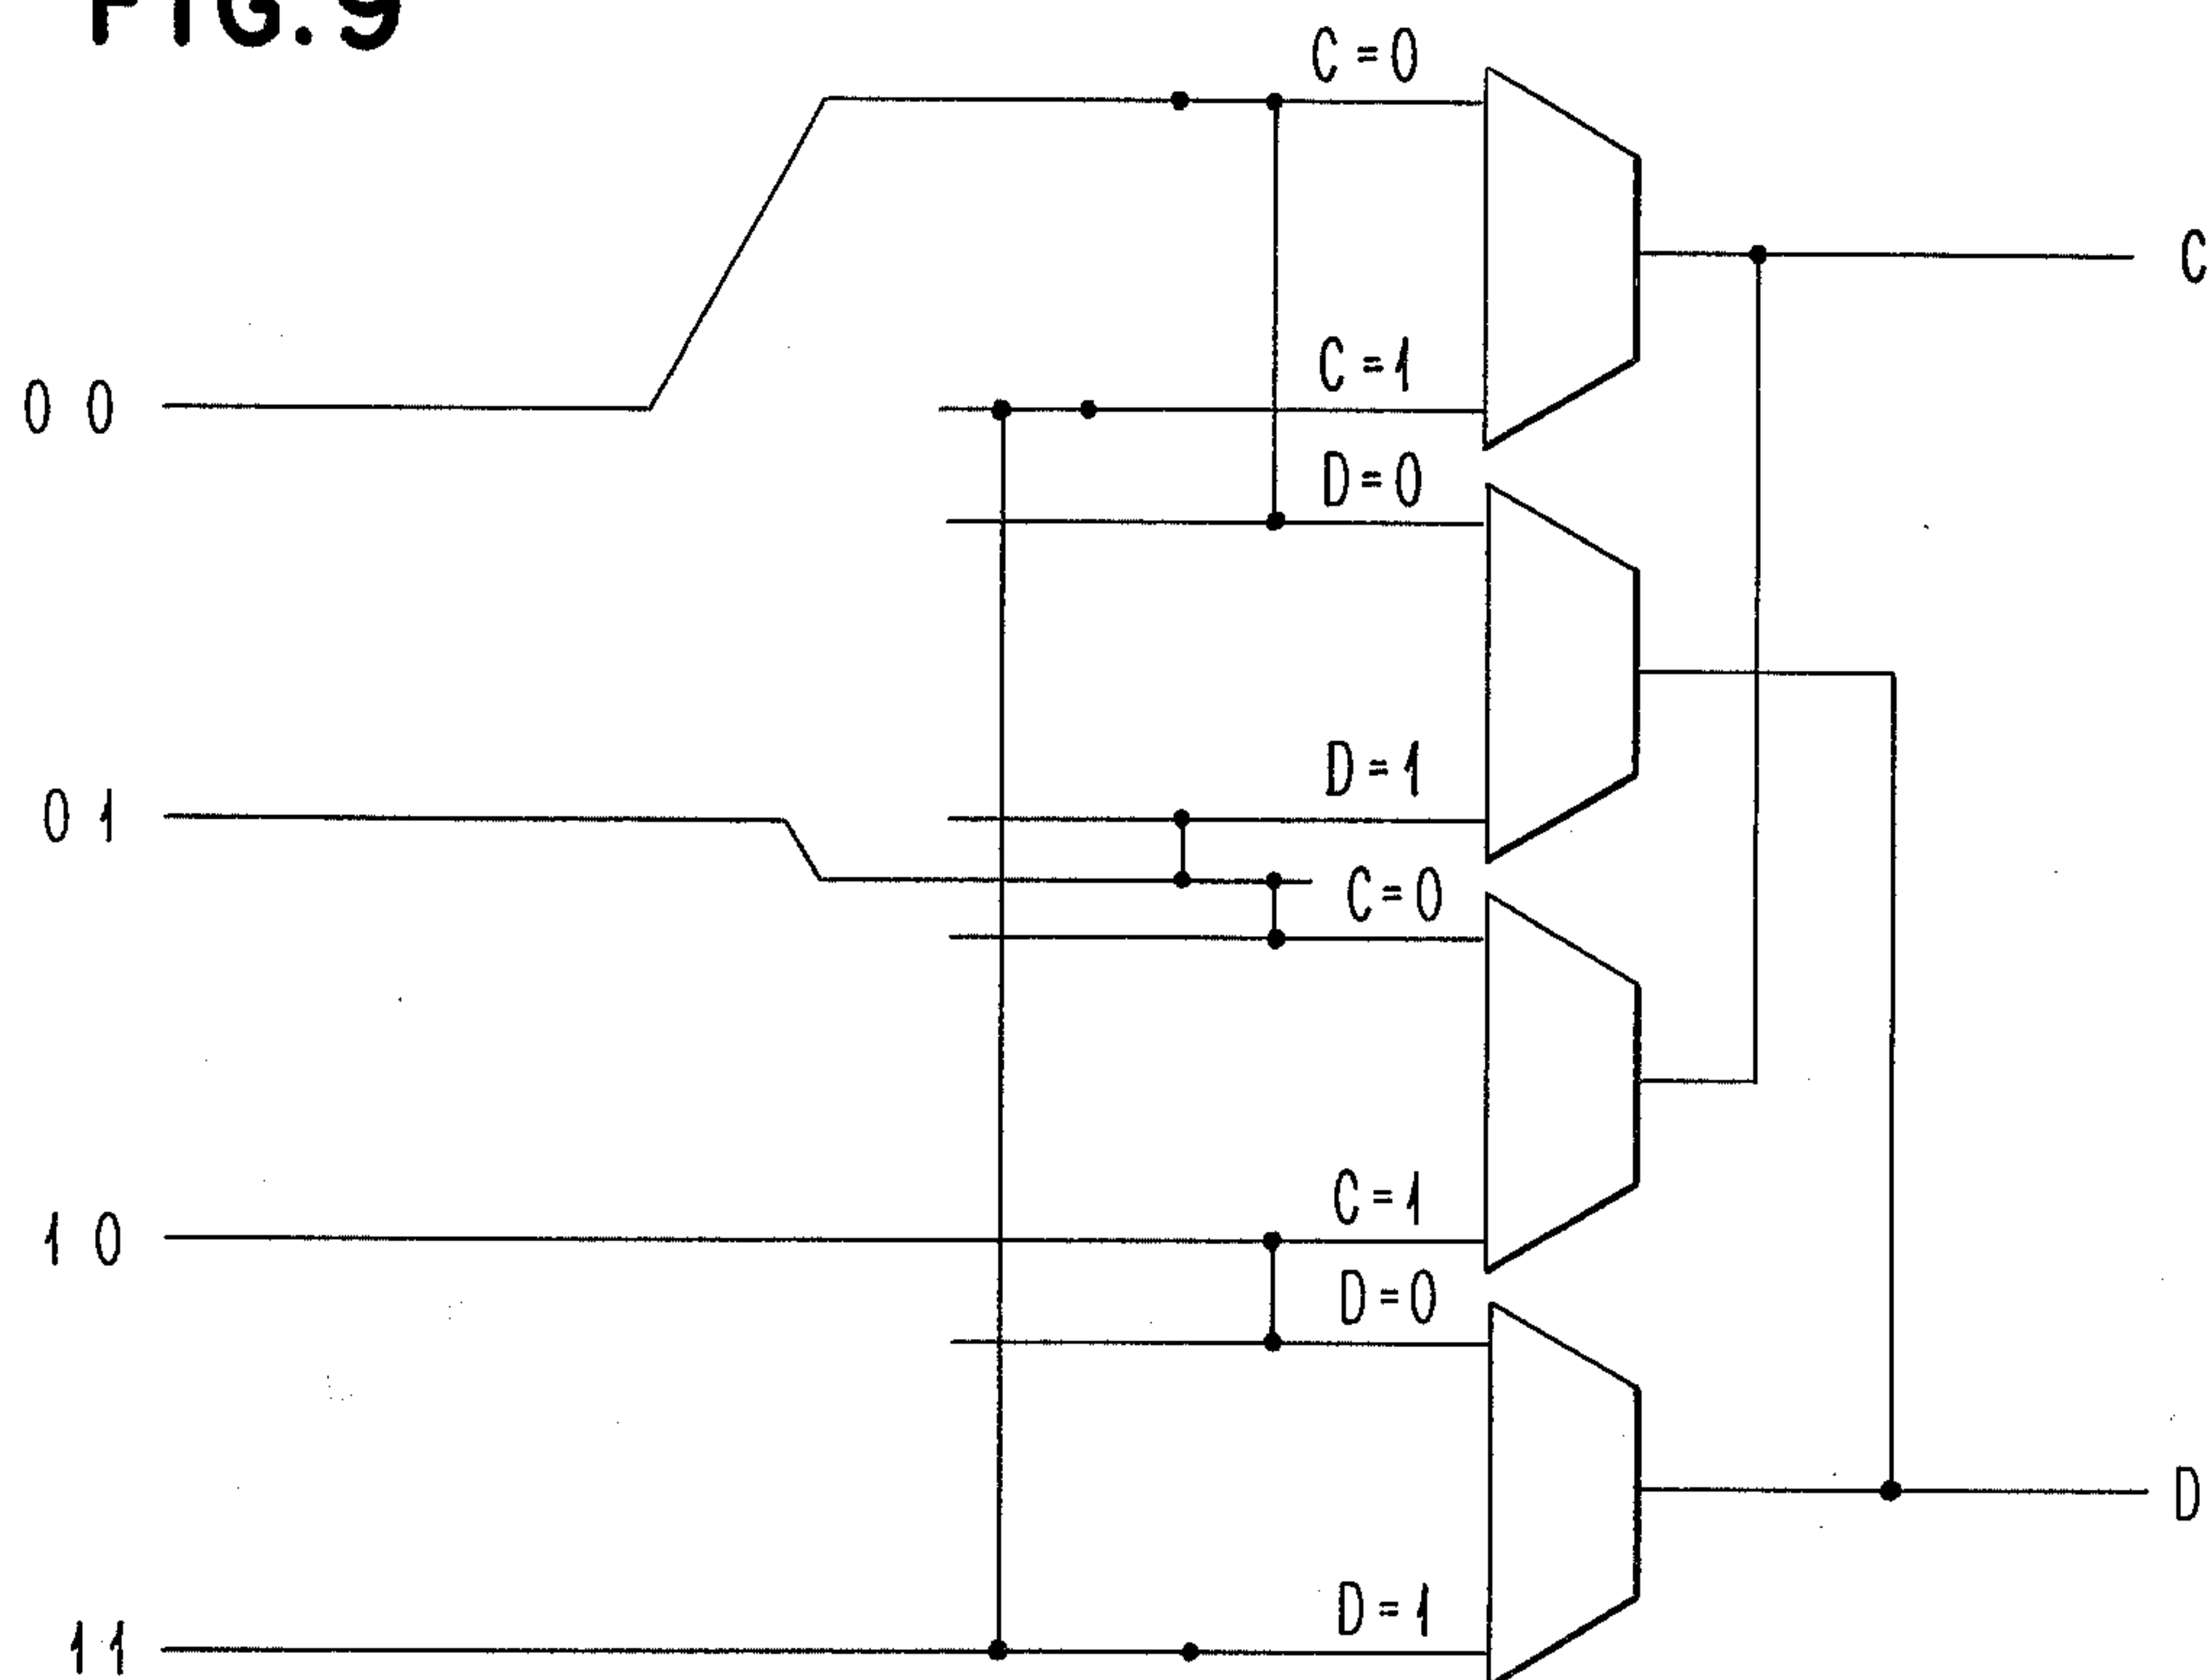 FIG. 9
C = 0
C
C = 1
0 0
D = 0
D = 1
0 1
C = 0
C = 1
1 0
D = 0
D
D = 1
1 1